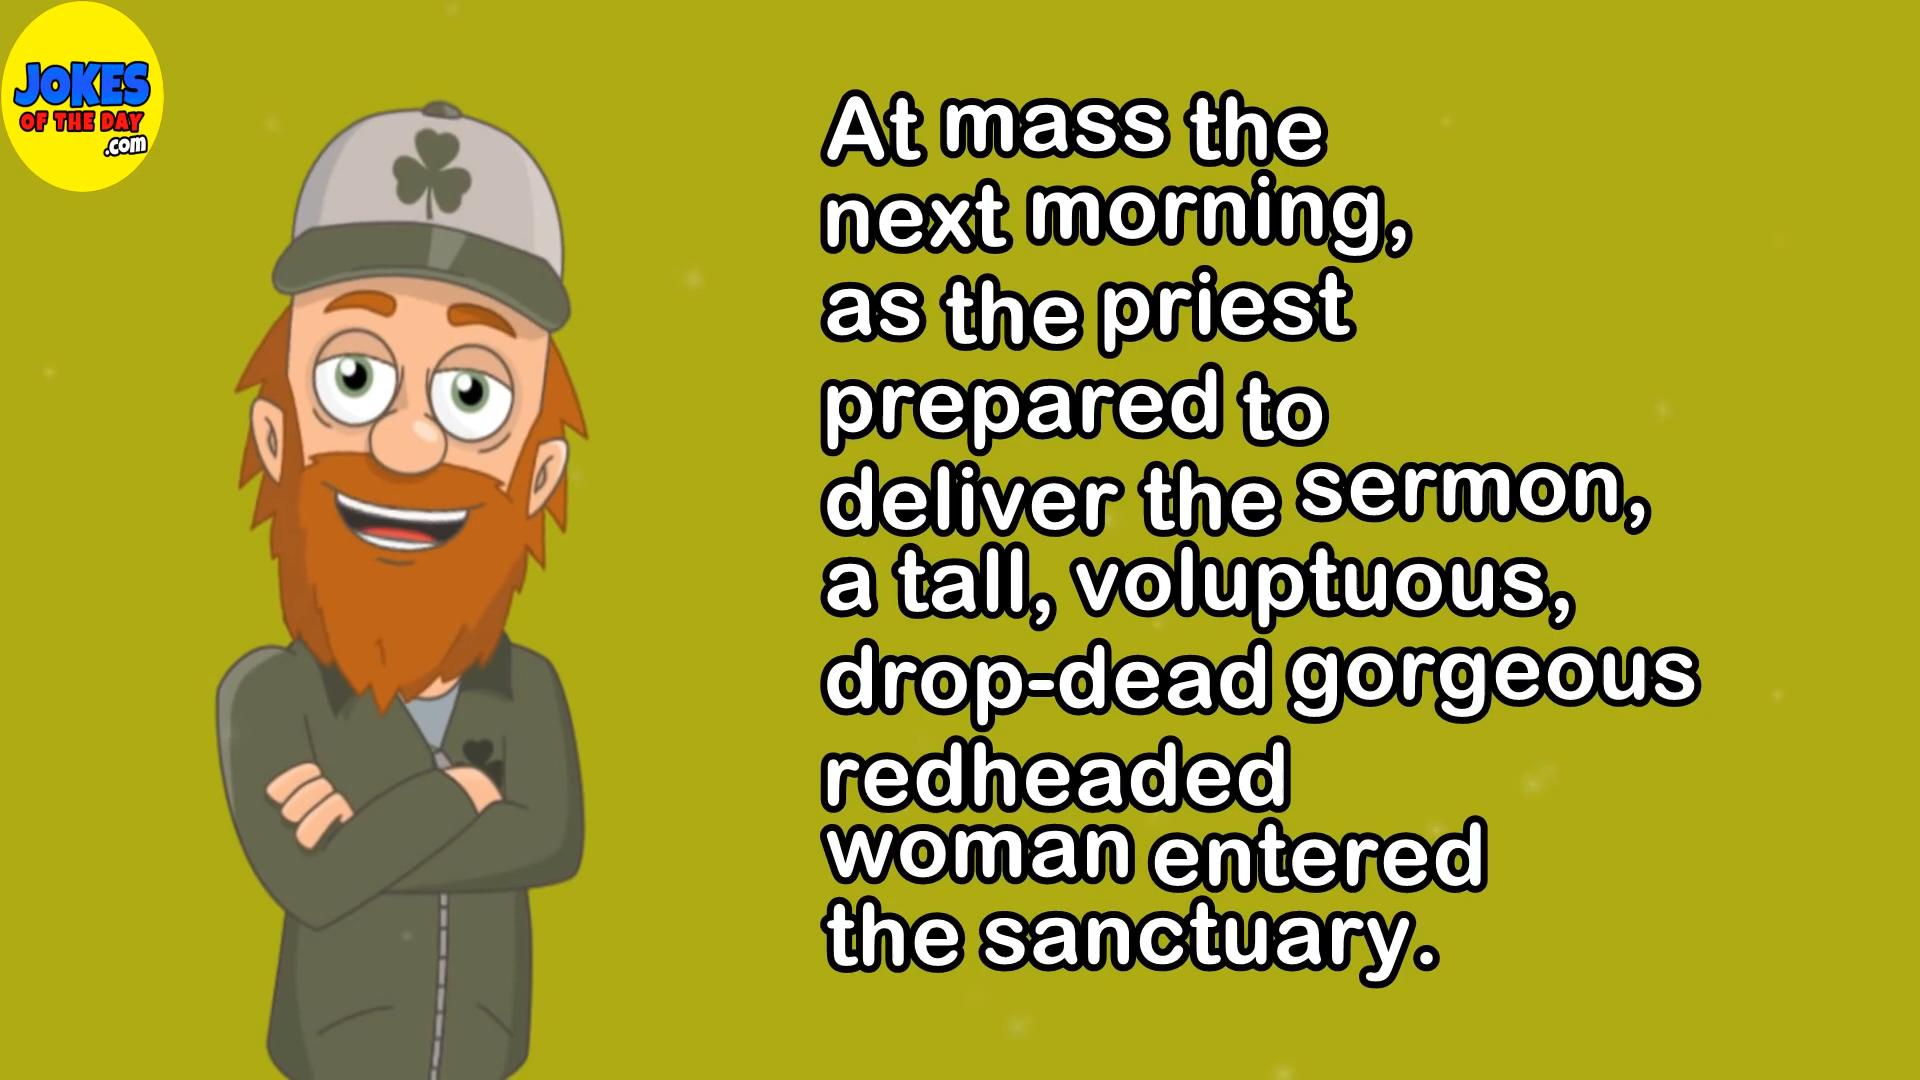 JOKES
OF THE DAY
.com
At mass the
next morning,
as the priest
prepared to
deliver the sermon,
a tall, voluptuous,
drop-dead gorgeous
redheaded
woman entered
the sanctuary.